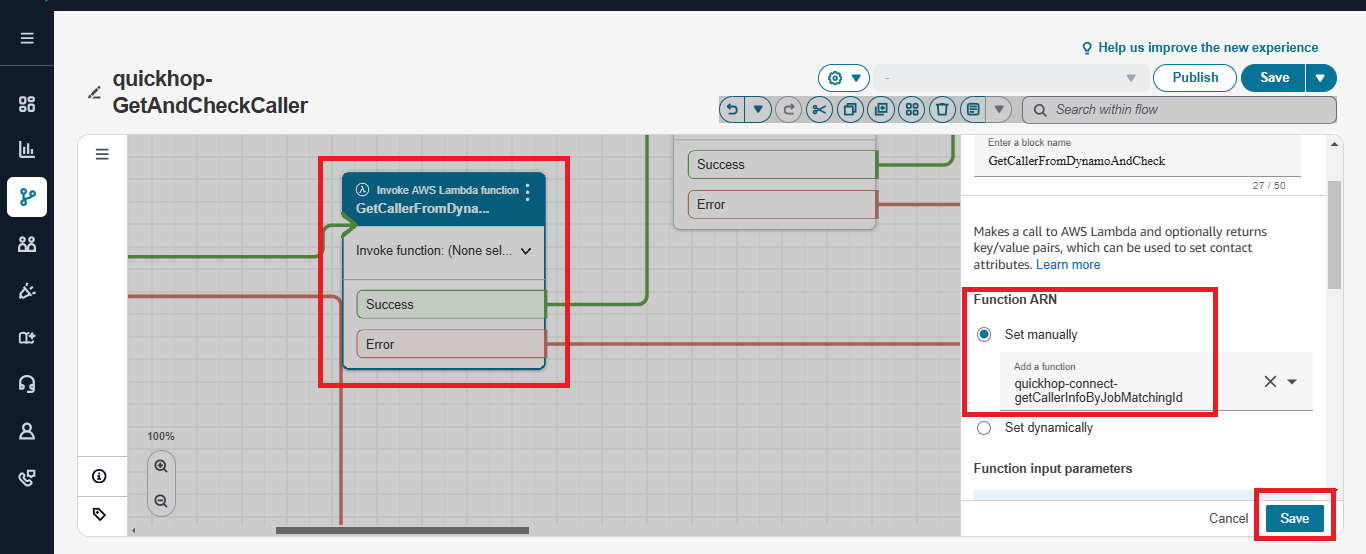 Help us improve the new experience
quickhop-
GetAndCheckCaller
-
Publish
Save
Search within flow
Invoke AWS Lambda function
GetCallerFromDyna...
Invoke function: (None sel...
Success
Error
Success
Error
100%
Enter a block name
GetCallerFromDynamoAndCheck
27 / 50
Makes a call to AWS Lambda and optionally returns
key/value pairs, which can be used to set contact
attributes. Learn more
Function ARN
Set manually
Add a function
quickhop-connect-
getCallerInfoByJobMatchingId
Set dynamically
Function input parameters
Cancel
Save